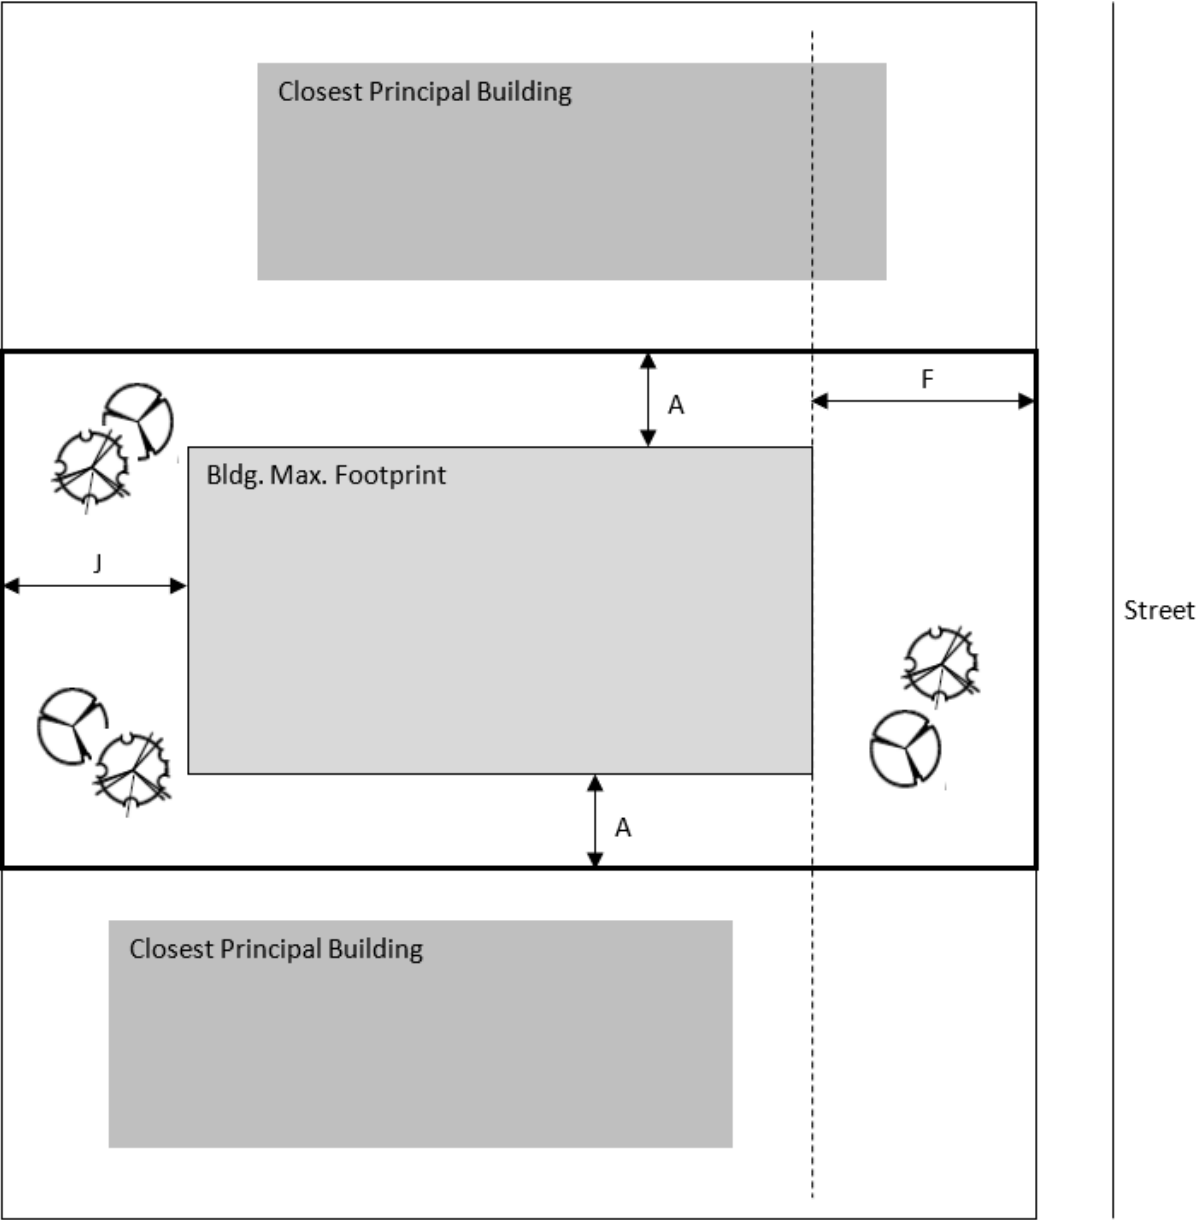 Closest Principal Building
F
A
Bldg. Max. Footprint
J
Street
A
Closest Principal Building